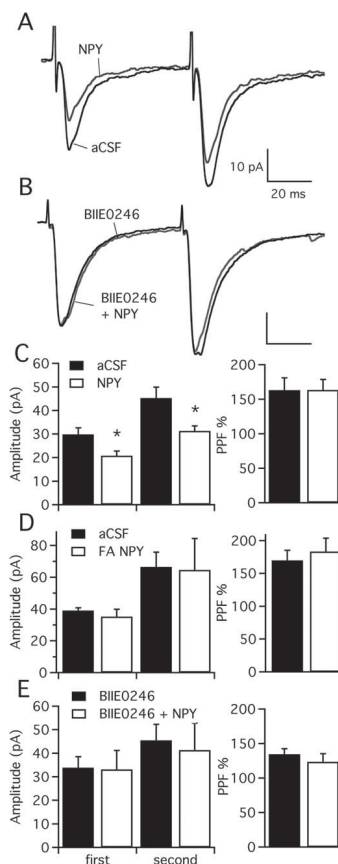 A
NPY
aCSF
10 pA
20 ms
B
BIIE0246
BIIE0246
+ NPY
C
aCSF
NPY
Amplitude (pA)
60
50
40
30
20
10
0
*
*
PPF %
200
150
100
50
0
D
aCSF
FA NPY
Amplitude (pA)
80
60
40
20
0
PPF %
200
150
100
50
0
E
BIIE0246
BIIE0246 + NPY
Amplitude (pA)
60
50
40
30
20
10
0
first
second
PPF %
200
150
100
50
0